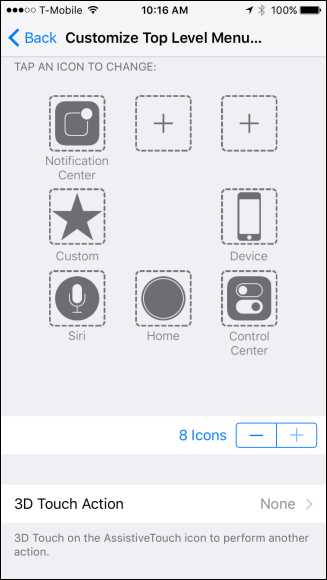 T-Mobile 10:16 AM 100%
Back Customize Top Level Menu...
TAP AN ICON TO CHANGE:
Notification
Center
Custom Device
Siri Home Control
Center
8 Icons
3D Touch Action None
3D Touch on the AssistiveTouch icon to perform another
action.